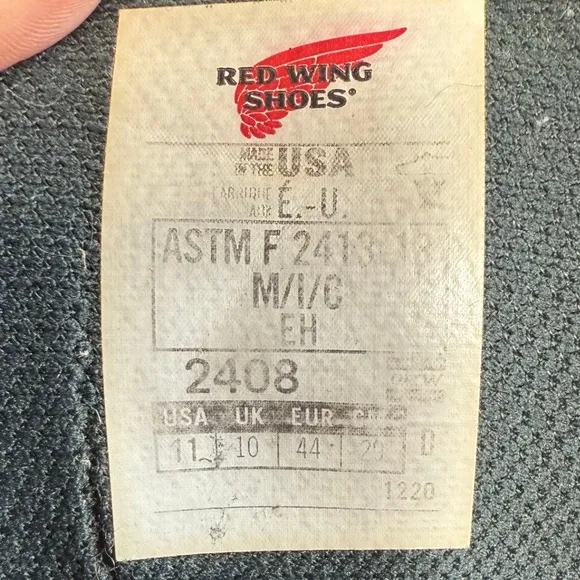 RED WING
SHOES®
MADE IN THE USA
FABRIQUÉ AUX É.-U.
ASTM F 2413
M/I/C
EH
2408
USA UK EUR
11 10 44
D
1220